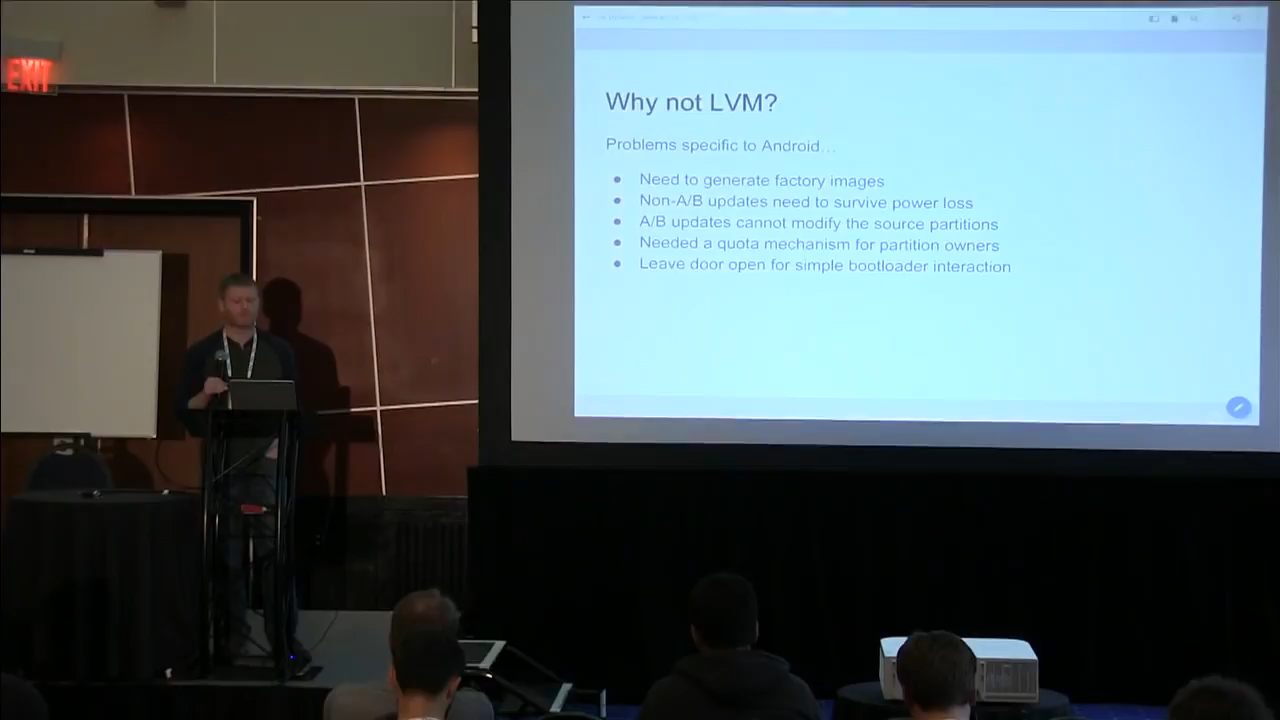 EXIT
Why not LVM?
Problems specific to Android…
● Need to generate factory images
● Non-A/B updates need to survive power loss
● A/B updates cannot modify the source partitions
● Needed a quota mechanism for partition owners
● Leave door open for simple bootloader interaction